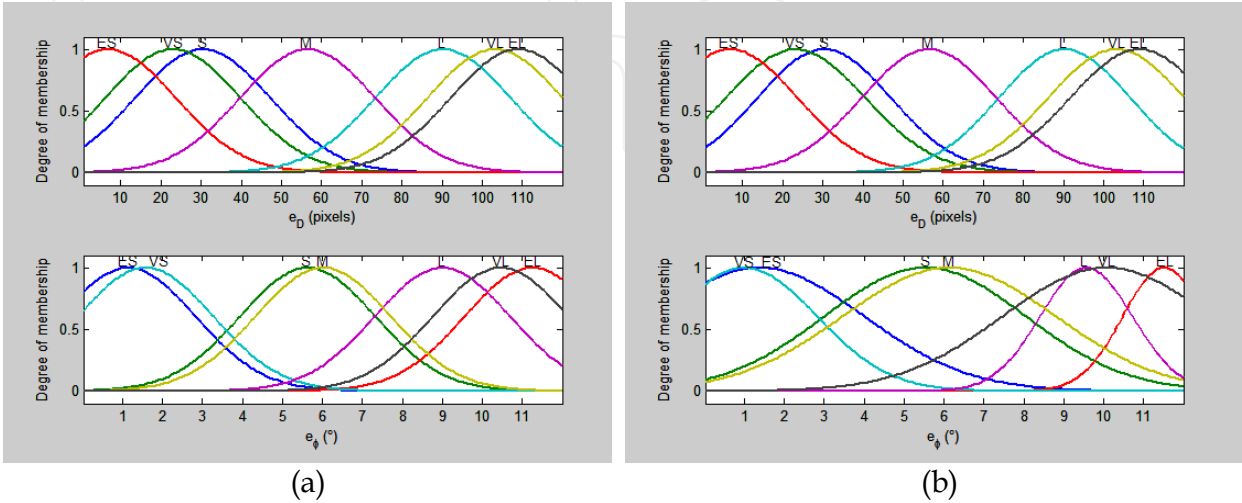 ES VS S M L VL EL
Degree of membership
1
0.5
0
10 20 30 40 50 60 70 80 90 100 110
e_D (pixels)
ES VS S M L VL EL
Degree of membership
1
0.5
0
1 2 3 4 5 6 7 8 9 10 11
e_ϕ (°)
(a)
ES VS S M L VL EL
Degree of membership
1
0.5
0
10 20 30 40 50 60 70 80 90 100 110
e_D (pixels)
VS ES S M L VL EL
Degree of membership
1
0.5
0
1 2 3 4 5 6 7 8 9 10 11
e_ϕ (°)
(b)